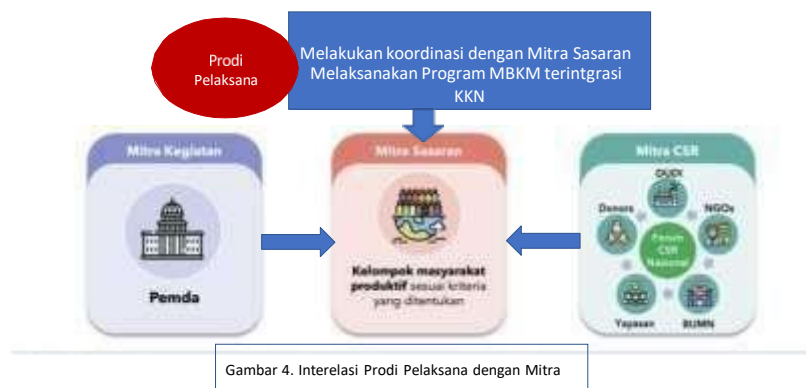 Prodi
Pelaksana
Melakukan koordinasi dengan Mitra Sasaran
Melaksanakan Program MBKM terintgrasi
KKN
Mitra Kegiatan
Pemda
Mitra Sasaran
Kelompok masyarakat
produktif sesuai kriteria
yang ditentukan
Mitra CSR
DUDI
Donors
NGOs
Forum
CSR
Nasional
Yayasan
BUMN
Gambar 4. Interelasi Prodi Pelaksana dengan Mitra